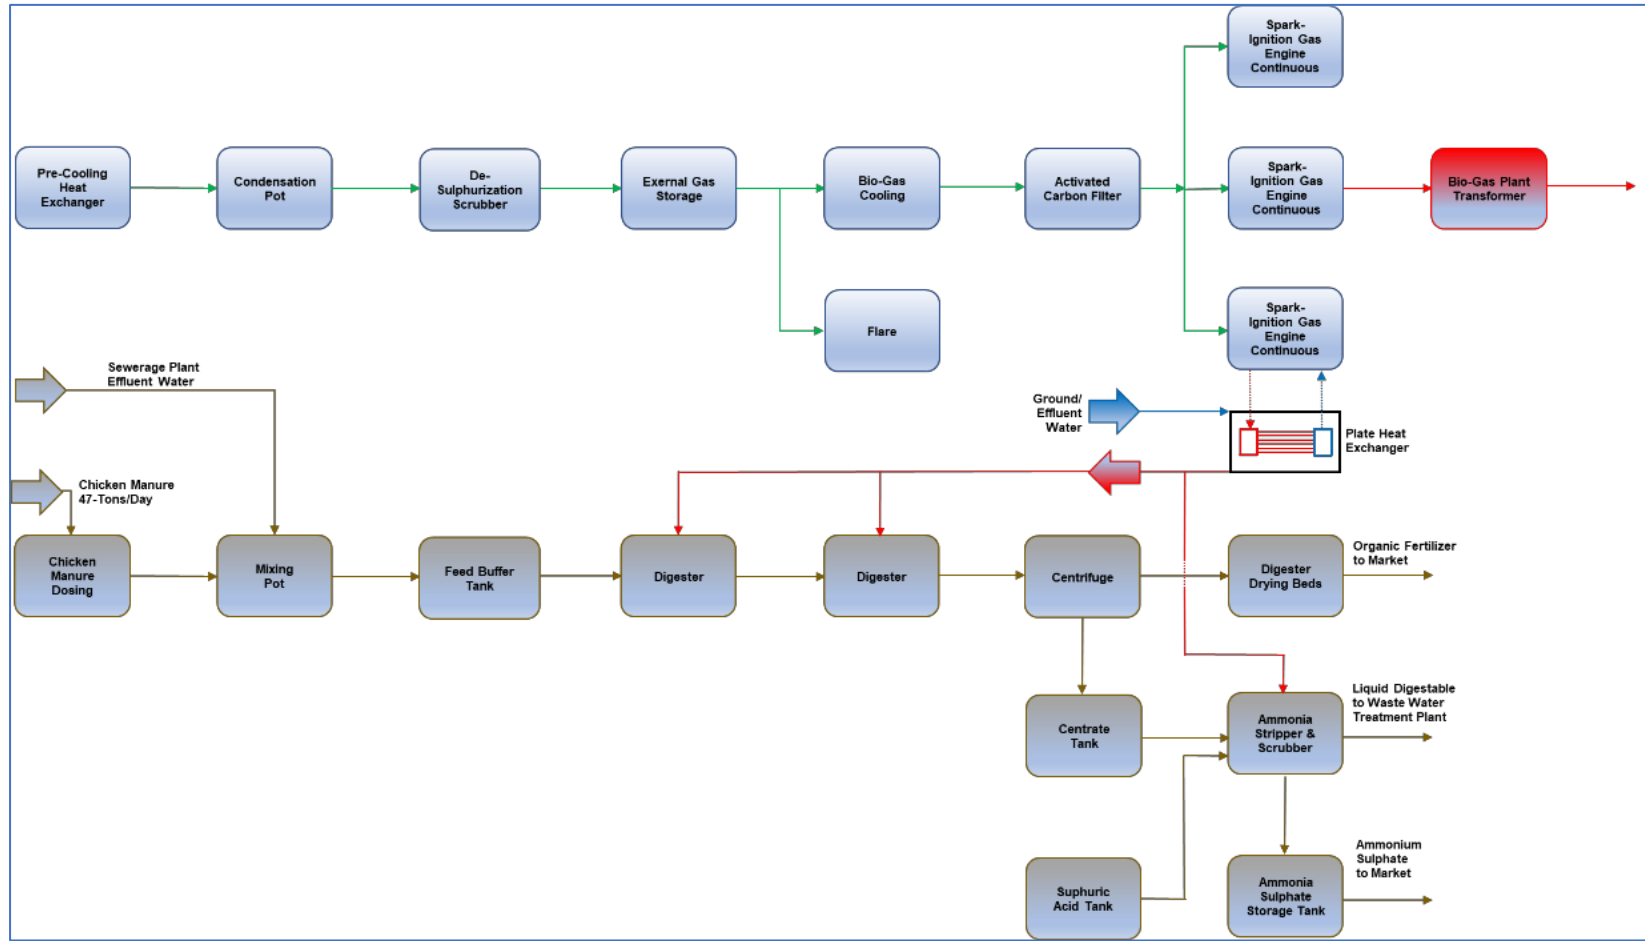 Spark-
Ignition Gas
Engine
Continuous
Pre-Cooling
Heat
Exchanger
Condensation
Pot
De-
Sulphurization
Scrubber
Exernal Gas
Storage
Bio-Gas
Cooling
Activated
Carbon Filter
Spark-
Ignition Gas
Engine
Continuous
Bio-Gas Plant
Transformer
Flare
Spark-
Ignition Gas
Engine
Continuous
Sewerage Plant
Effluent Water
Ground/
Effluent
Water
Plate Heat
Exchanger
Chicken Manure
47-Tons/Day
Chicken
Manure
Dosing
Mixing
Pot
Feed Buffer
Tank
Digester
Digester
Centrifuge
Digester
Drying Beds
Organic Fertilizer
to Market
Centrate
Tank
Ammonia
Stripper &
Scrubber
Liquid Digestable
to Waste Water
Treatment Plant
Suphuric
Acid Tank
Ammonia
Sulphate
Storage Tank
Ammonium
Sulphate
to Market